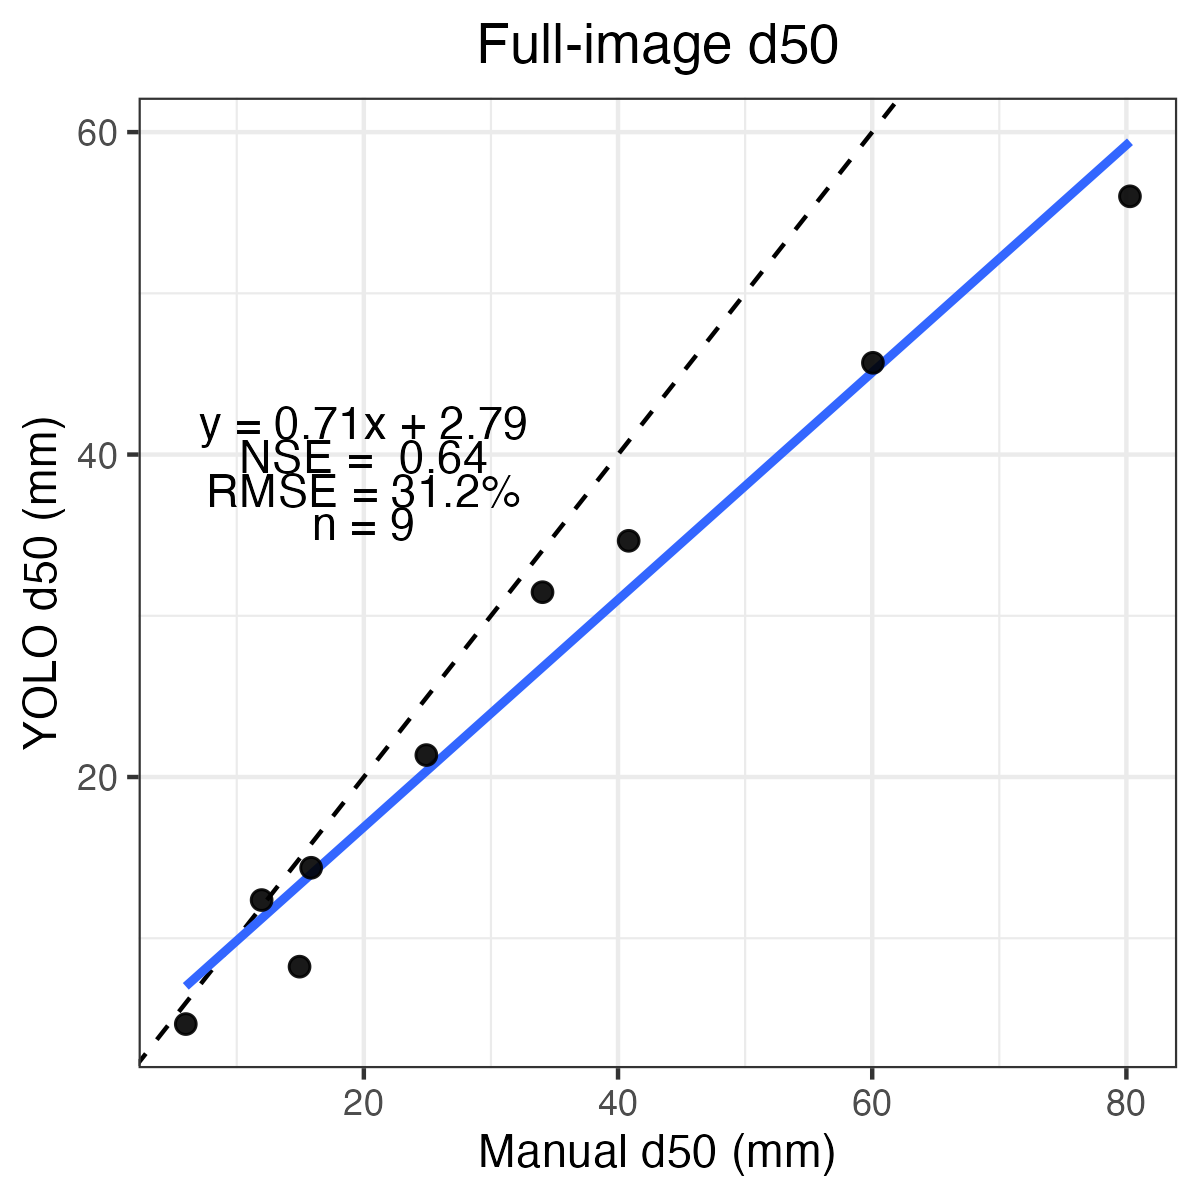 Full-image d50
60
40
20
YOLO d50 (mm)
y = 0.71x + 2.79
NSE =  0.64
RMSE = 31.2%
n = 9
20
40
60
80
Manual d50 (mm)